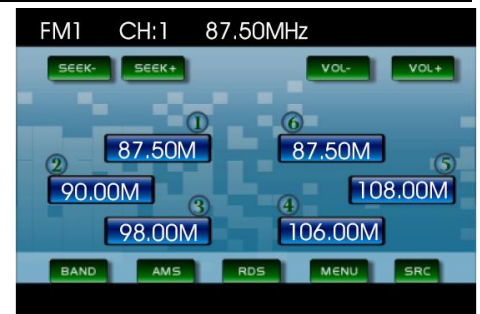 FM1 CH:1 87.50MHz
SEEK- SEEK+ VOL- VOL+
① ⑥
87.50M 87.50M
② ⑤
90.00M 108.00M
③ ④
98.00M 106.00M
BAND AMS RDS MENU SRC